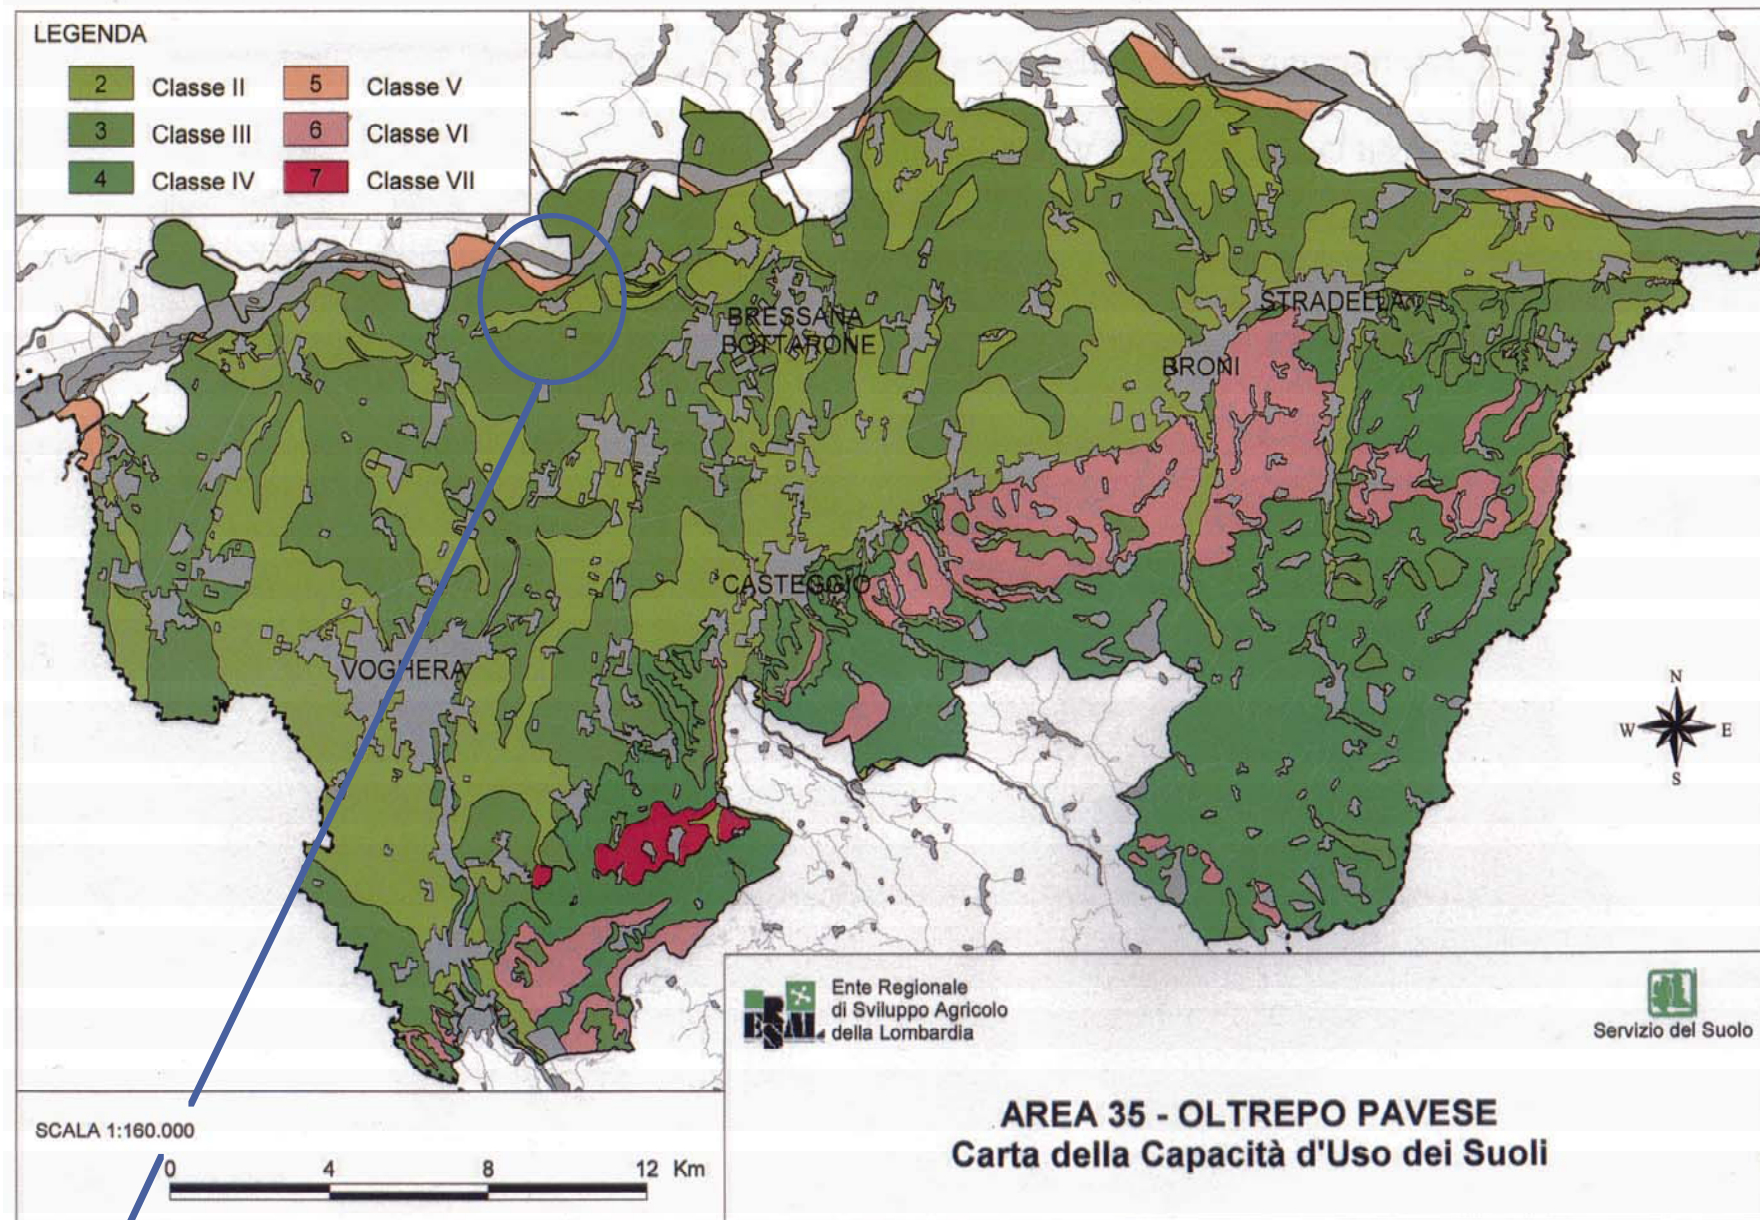 LEGENDA
2 Classe II
3 Classe III
4 Classe IV
5 Classe V
6 Classe VI
7 Classe VII
BRESSANA
BOTTARONE
STRADELLA
BRONI
CASTEGGIO
VOGHERA
N
W E
S
ERSAL
Ente Regionale
di Sviluppo Agricolo
della Lombardia
Servizio del Suolo
SCALA 1:160.000
0 4 8 12 Km
AREA 35 - OLTREPO PAVESE
Carta della Capacità d'Uso dei Suoli